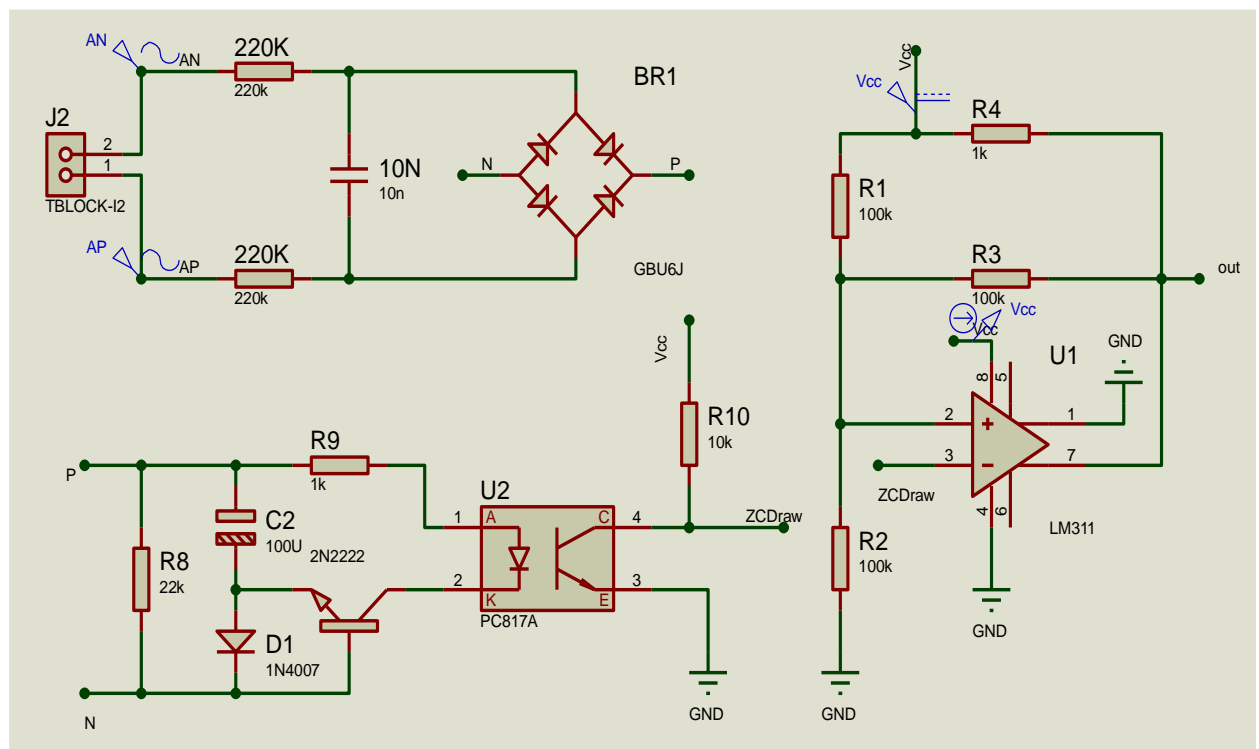 AN
AN
220K
220k
J2
2
1
TBLOCK-I2
AP
AP
220K
220k
10N
10n
BR1
N
P
GBU6J
Vcc
Vcc
R4
1k
R1
100k
R3
100k
out
Vcc
Vcc
U1
GND
8
5
2
+
1
3
-
7
ZCDraw
4
6
LM311
R2
100k
GND
GND
Vcc
R10
10k
P
R9
1k
U2
1
A
C
4
ZCDraw
C2
100U
2N2222
R8
22k
2
K
E
3
PC817A
D1
1N4007
N
GND